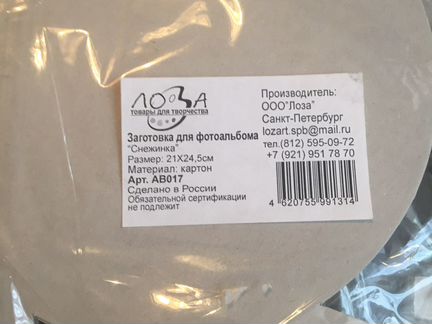 ЛОЗА
товары для творчества
Заготовка для фотоальбома
"Снежинка"
Размер: 21X24,5см
Материал: картон
Арт. АВ017
Сделано в России
Обязательной сертификации
не подлежит
Производитель:
ООО"Лоза"
Санкт-Петербург
lozart.spb@mail.ru
тел.(812) 595-09-72
+7 (921) 951 78 70
4 620755 991314